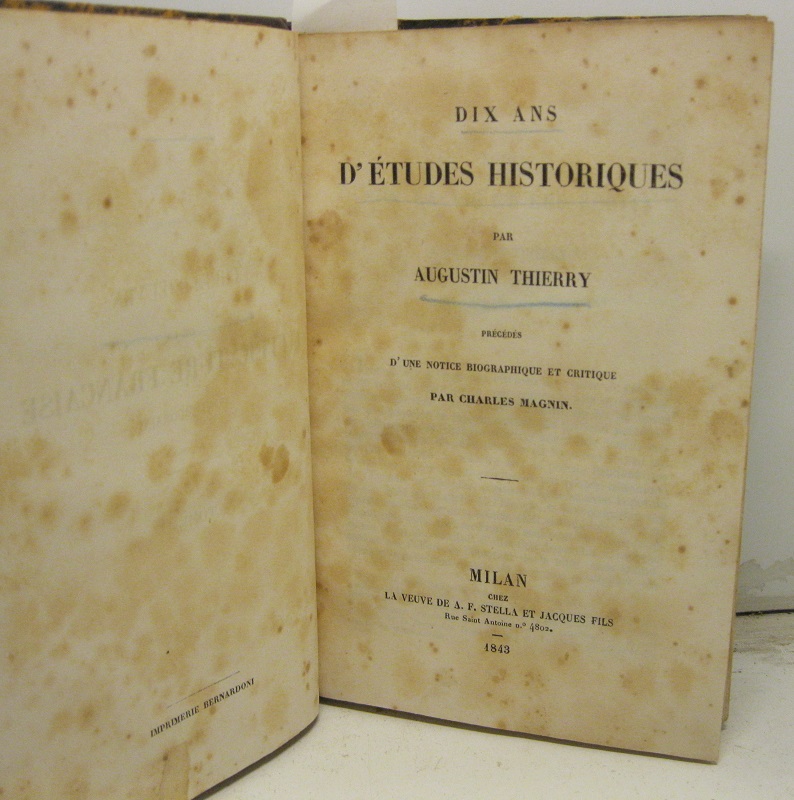 IMPRIMERIE BERNARDONI
DIX ANS
D'ÉTUDES HISTORIQUES
PAR
AUGUSTIN THIERRY
PRÉCÉDÉS
D'UNE NOTICE BIOGRAPHIQUE ET CRITIQUE
PAR CHARLES MAGNIN.
MILAN
CHEZ
LA VEUVE DE A. F. STELLA ET JACQUES FILS
Rue Saint Antoine n.º 4802.
1843